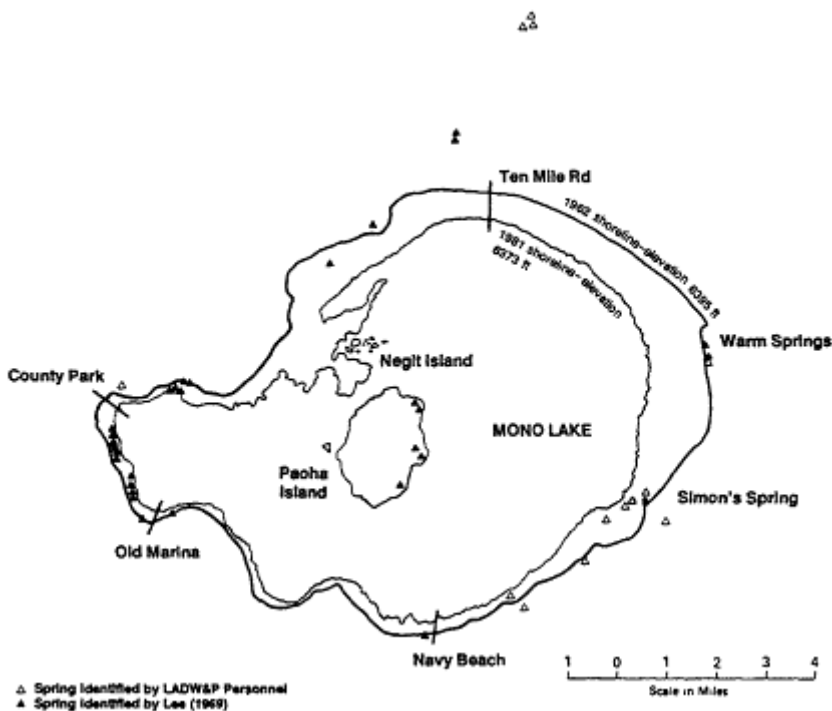 Ten Mile Rd
1962 shoreline-elevation 6395 ft
1981 shoreline-elevation
6373 ft
Warm Springs
Negit Island
County Park
MONO LAKE
Paoha
Island
Simon's Spring
Old Marina
Navy Beach
1 0 1 2 3 4
Scale in Miles
△ Spring Identified by LADW&P Personnel
▲ Spring Identified by Lee (1969)